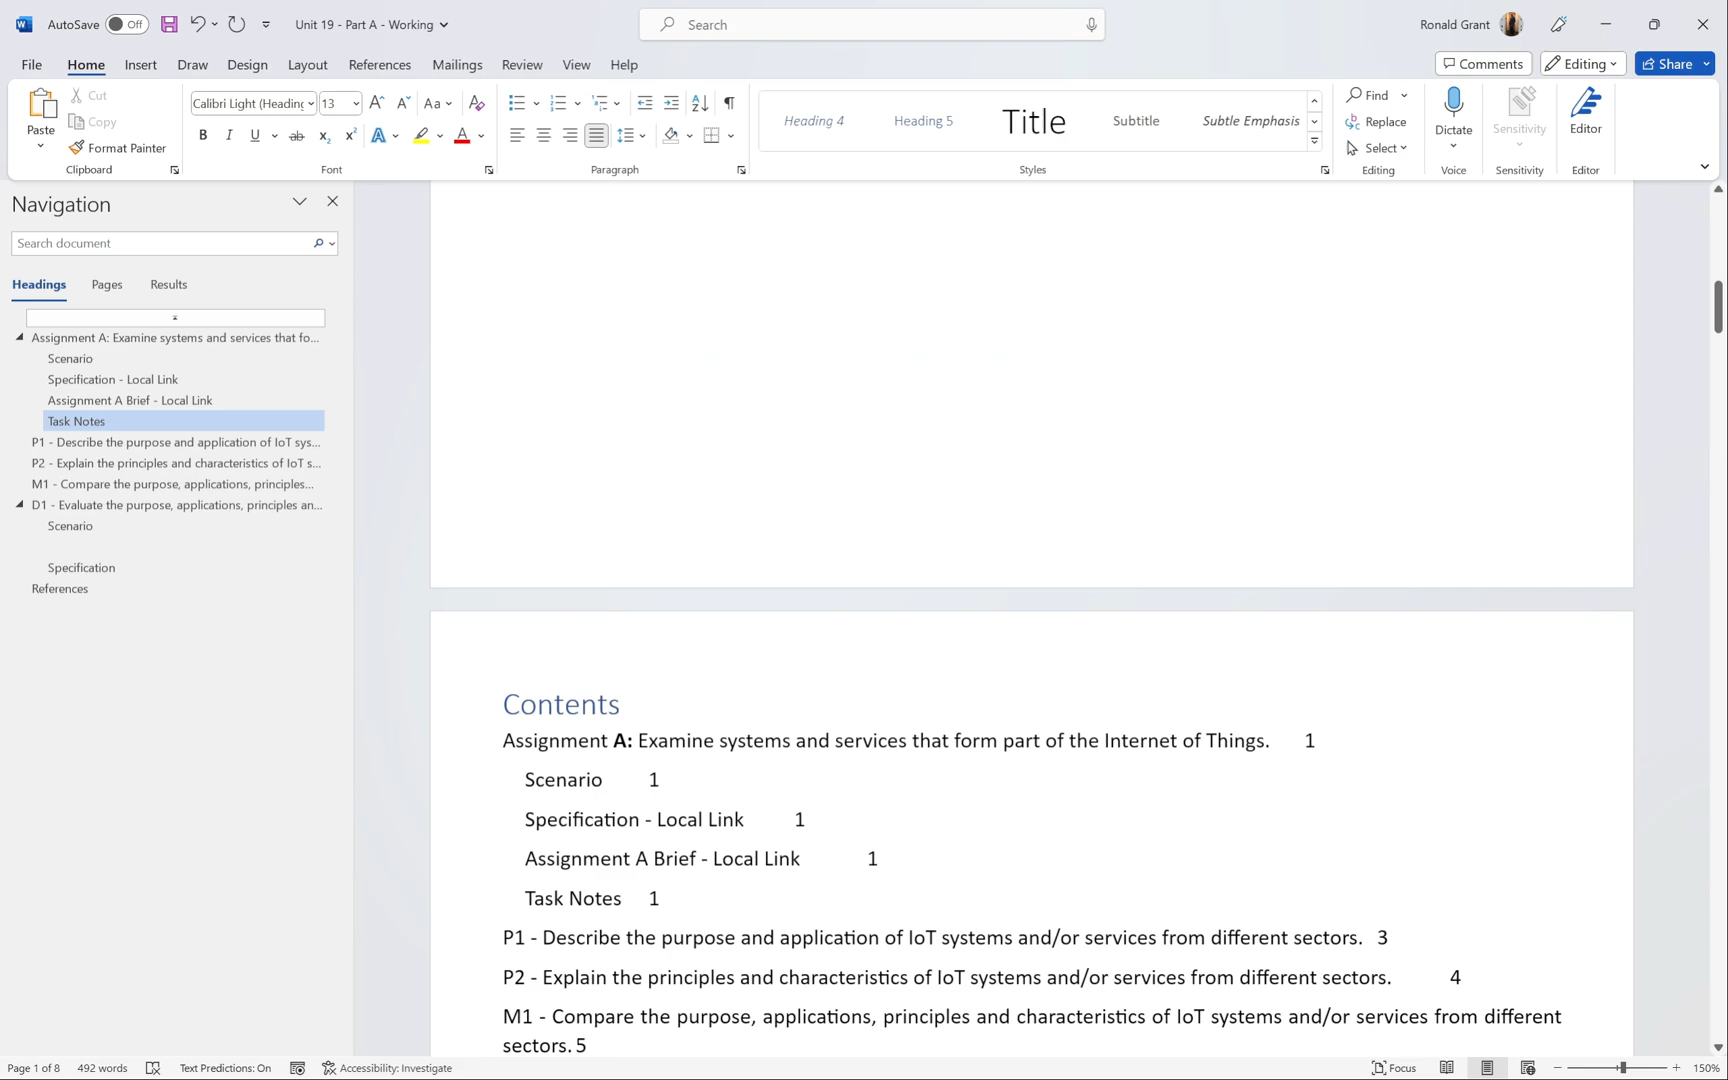 AutoSave Off Unit 19 - Part A - Working Search Ronald Grant
File Home Insert Draw Design Layout References Mailings Review View Help Comments Editing Share
Paste Cut Copy Format Painter
Calibri Light (Heading 13 Aa
B I U ab x₂ x² A A
Heading 4 Heading 5 Title Subtitle Subtle Emphasis
Find Replace Select Dictate Sensitivity Editor
Clipboard Font Paragraph Styles Editing Voice Sensitivity Editor
Navigation
Search document
Headings Pages Results
Assignment A: Examine systems and services that fo...
Scenario
Specification - Local Link
Assignment A Brief - Local Link
Task Notes
P1 - Describe the purpose and application of IoT sys...
P2 - Explain the principles and characteristics of IoT s...
M1 - Compare the purpose, applications, principles...
D1 - Evaluate the purpose, applications, principles an...
Scenario
Specification
References
Contents
Assignment A: Examine systems and services that form part of the Internet of Things. 1
Scenario 1
Specification - Local Link 1
Assignment A Brief - Local Link 1
Task Notes 1
P1 - Describe the purpose and application of IoT systems and/or services from different sectors. 3
P2 - Explain the principles and characteristics of IoT systems and/or services from different sectors. 4
M1 - Compare the purpose, applications, principles and characteristics of IoT systems and/or services from different
sectors. 5
Page 1 of 8 492 words Text Predictions: On Accessibility: Investigate Focus 150%